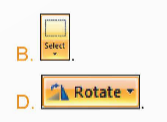 B. Select .
D. Rotate .